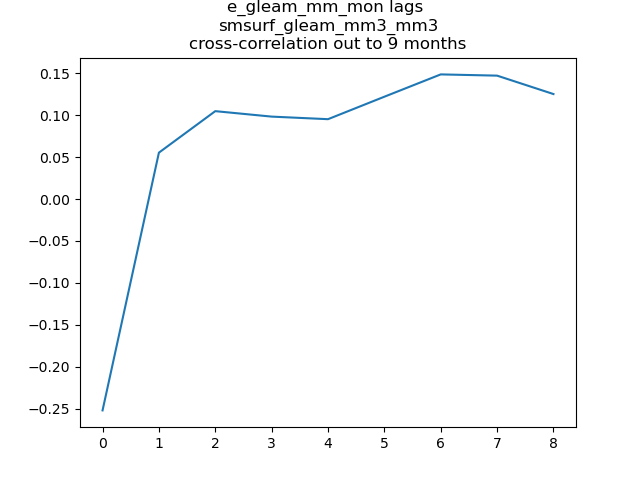 e_gleam_mm_mon lags
smsurf_gleam_mm3_mm3
cross-correlation out to 9 months
0.15
0.10
0.05
0.00
−0.05
−0.10
−0.15
−0.20
−0.25
0 1 2 3 4 5 6 7 8